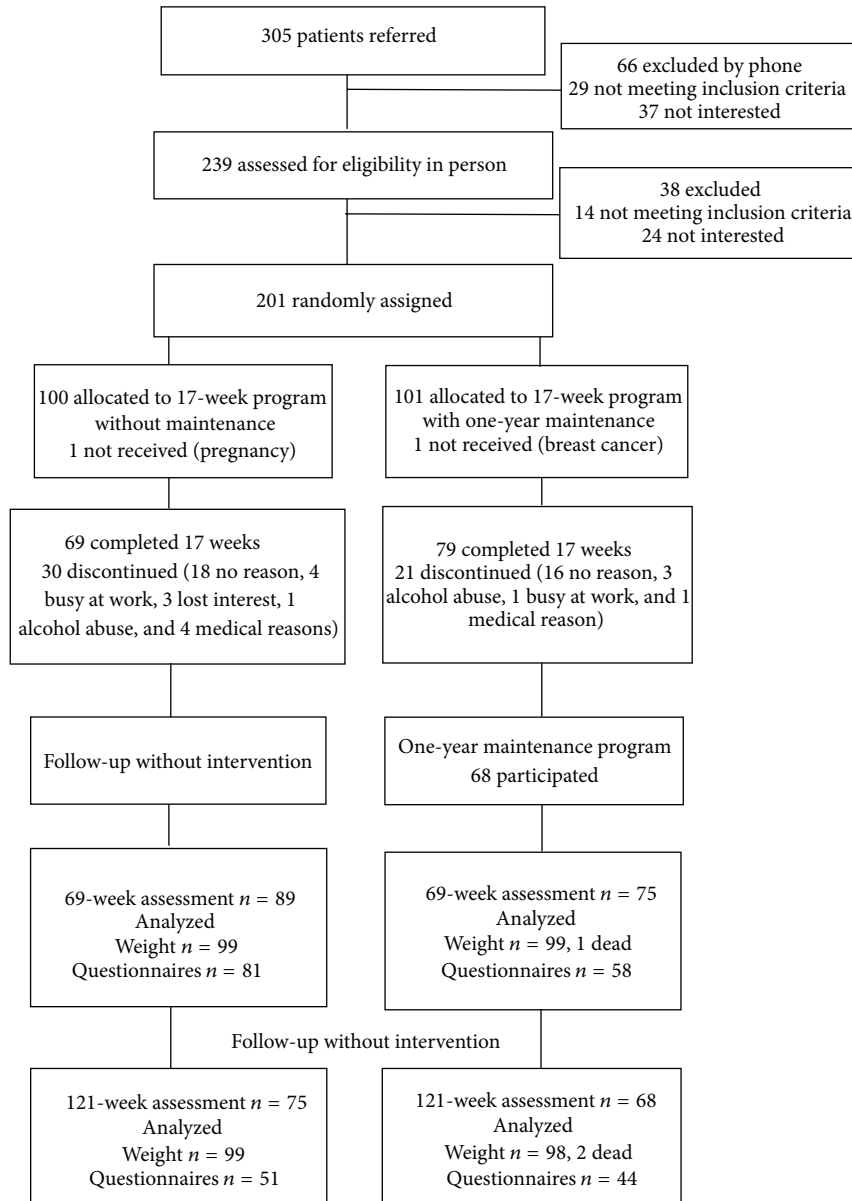 305 patients referred
66 excluded by phone
29 not meeting inclusion criteria
37 not interested
239 assessed for eligibility in person
38 excluded
14 not meeting inclusion criteria
24 not interested
201 randomly assigned
100 allocated to 17-week program
without maintenance
1 not received (pregnancy)
101 allocated to 17-week program
with one-year maintenance
1 not received (breast cancer)
69 completed 17 weeks
30 discontinued (18 no reason, 4
busy at work, 3 lost interest, 1
alcohol abuse, and 4 medical reasons)
79 completed 17 weeks
21 discontinued (16 no reason, 3
alcohol abuse, 1 busy at work, and 1
medical reason)
Follow-up without intervention
One-year maintenance program
68 participated
69-week assessment n = 89
Analyzed
Weight n = 99
Questionnaires n = 81
69-week assessment n = 75
Analyzed
Weight n = 99, 1 dead
Questionnaires n = 58
Follow-up without intervention
121-week assessment n = 75
Analyzed
Weight n = 99
Questionnaires n = 51
121-week assessment n = 68
Analyzed
Weight n = 98, 2 dead
Questionnaires n = 44